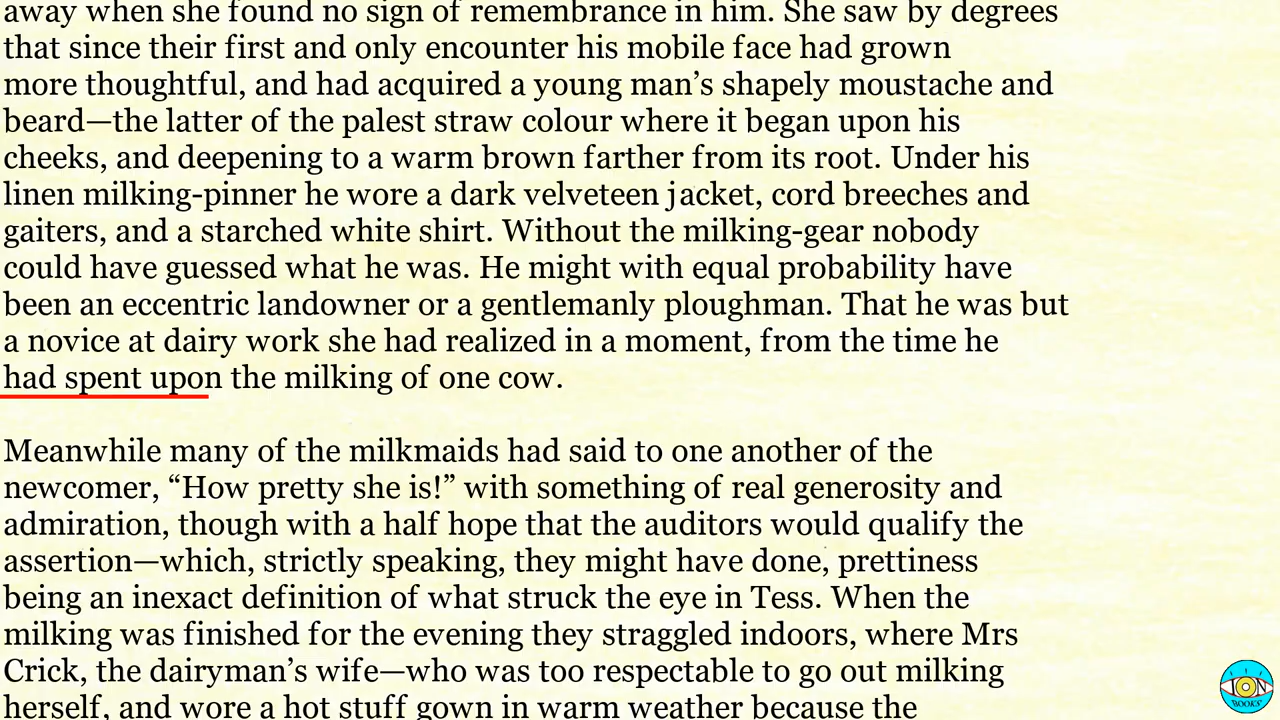 away when she found no sign of remembrance in him. She saw by degrees
that since their first and only encounter his mobile face had grown
more thoughtful, and had acquired a young man’s shapely moustache and
beard—the latter of the palest straw colour where it began upon his
cheeks, and deepening to a warm brown farther from its root. Under his
linen milking-pinner he wore a dark velveteen jacket, cord breeches and
gaiters, and a starched white shirt. Without the milking-gear nobody
could have guessed what he was. He might with equal probability have
been an eccentric landowner or a gentlemanly ploughman. That he was but
a novice at dairy work she had realized in a moment, from the time he
had spent upon the milking of one cow.
Meanwhile many of the milkmaids had said to one another of the
newcomer, “How pretty she is!” with something of real generosity and
admiration, though with a half hope that the auditors would qualify the
assertion—which, strictly speaking, they might have done, prettiness
being an inexact definition of what struck the eye in Tess. When the
milking was finished for the evening they straggled indoors, where Mrs
Crick, the dairyman’s wife—who was too respectable to go out milking
herself, and wore a hot stuff gown in warm weather because the
ION
BOOKS